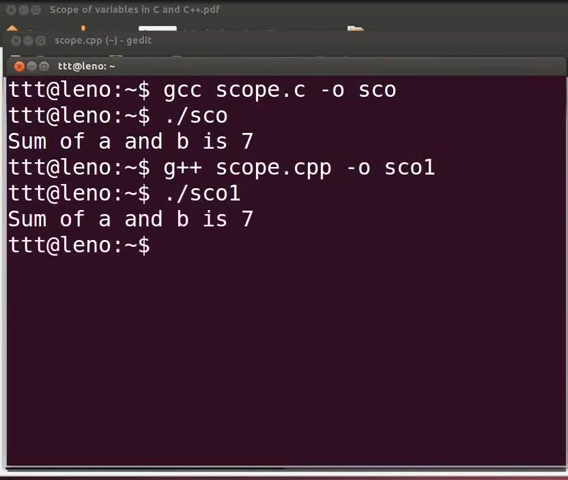 Scope of variables in C and C++.pdf
scope.cpp (~) - gedit
ttt@leno: ~
ttt@leno:~$ gcc scope.c -o sco
ttt@leno:~$ ./sco
Sum of a and b is 7
ttt@leno:~$ g++ scope.cpp -o sco1
ttt@leno:~$ ./sco1
Sum of a and b is 7
ttt@leno:~$